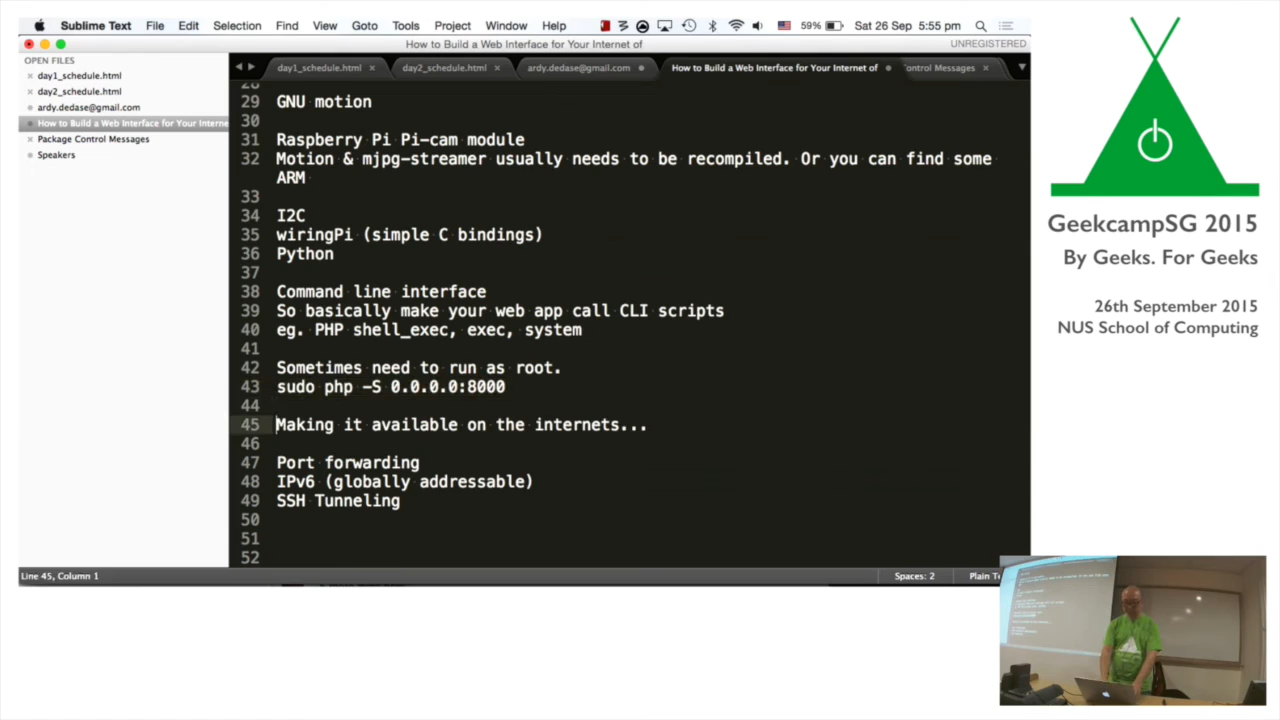 Sublime Text File Edit Selection Find View Goto Tools Project Window Help 59% Sat 26 Sep 5:55 pm
How to Build a Web Interface for Your Internet of UNREGISTERED
OPEN FILES
day1_schedule.html
day2_schedule.html
ardy.dedase@gmail.com
How to Build a Web Interface for Your Interne
Package Control Messages
Speakers
day1_schedule.html day2_schedule.html ardy.dedase@gmail.com How to Build a Web Interface for Your Internet of ontrol Messages
28
29 GNU motion
30
31 Raspberry Pi Pi-cam module
32 Motion & mjpg-streamer usually needs to be recompiled. Or you can find some
ARM
33
34 I2C
35 wiringPi (simple C bindings)
36 Python
37
38 Command line interface
39 So basically make your web app call CLI scripts
40 eg. PHP shell_exec, exec, system
41
42 Sometimes need to run as root.
43 sudo php -S 0.0.0.0:8000
44
45 Making it available on the internets...
46
47 Port forwarding
48 IPv6 (globally addressable)
49 SSH Tunneling
50
51
52
Line 45, Column 1 Spaces: 2 Plain Te
GeekcampSG 2015
By Geeks. For Geeks
26th September 2015
NUS School of Computing